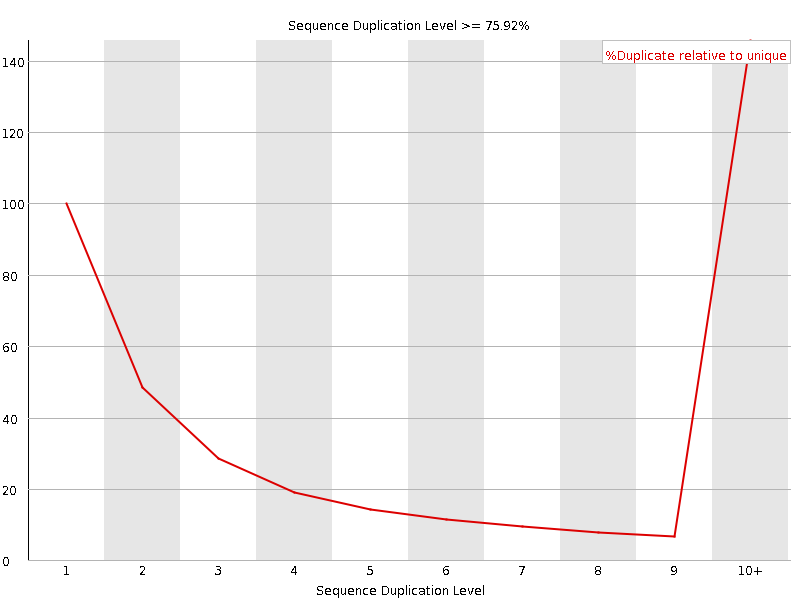 Sequence Duplication Level >= 75.92%
%Duplicate relative to unique
140
120
100
80
60
40
20
0
1 2 3 4 5 6 7 8 9 10+
Sequence Duplication Level